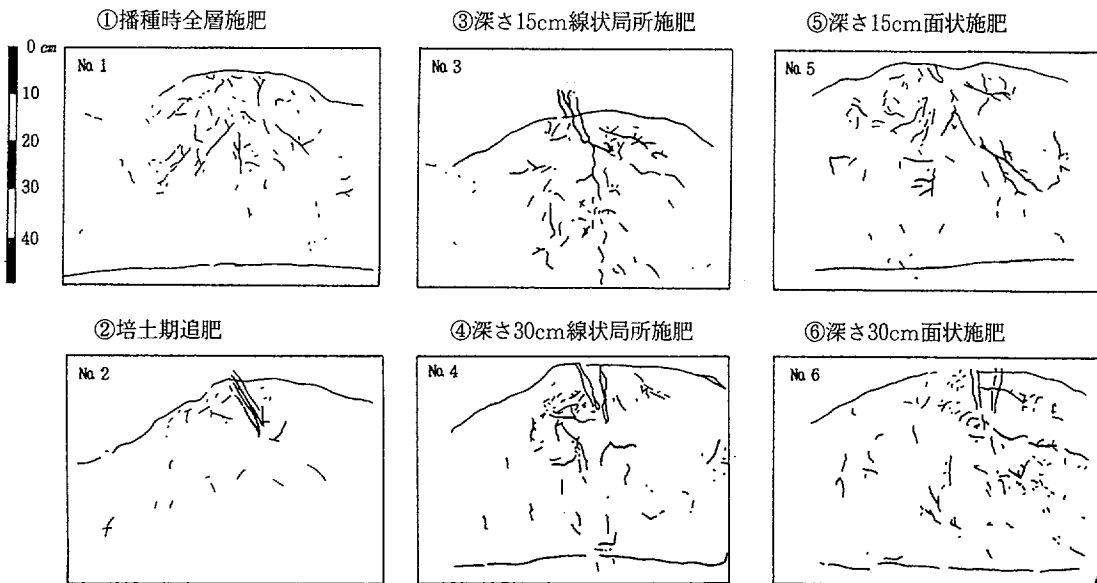 ①播種時全層施肥
③深さ15cm線状局所施肥
⑤深さ15cm面状施肥
0 cm
10
20
30
40
No.1
No.3
No.5
②培土期追肥
④深さ30cm線状局所施肥
⑥深さ30cm面状施肥
No.2
No.4
No.6